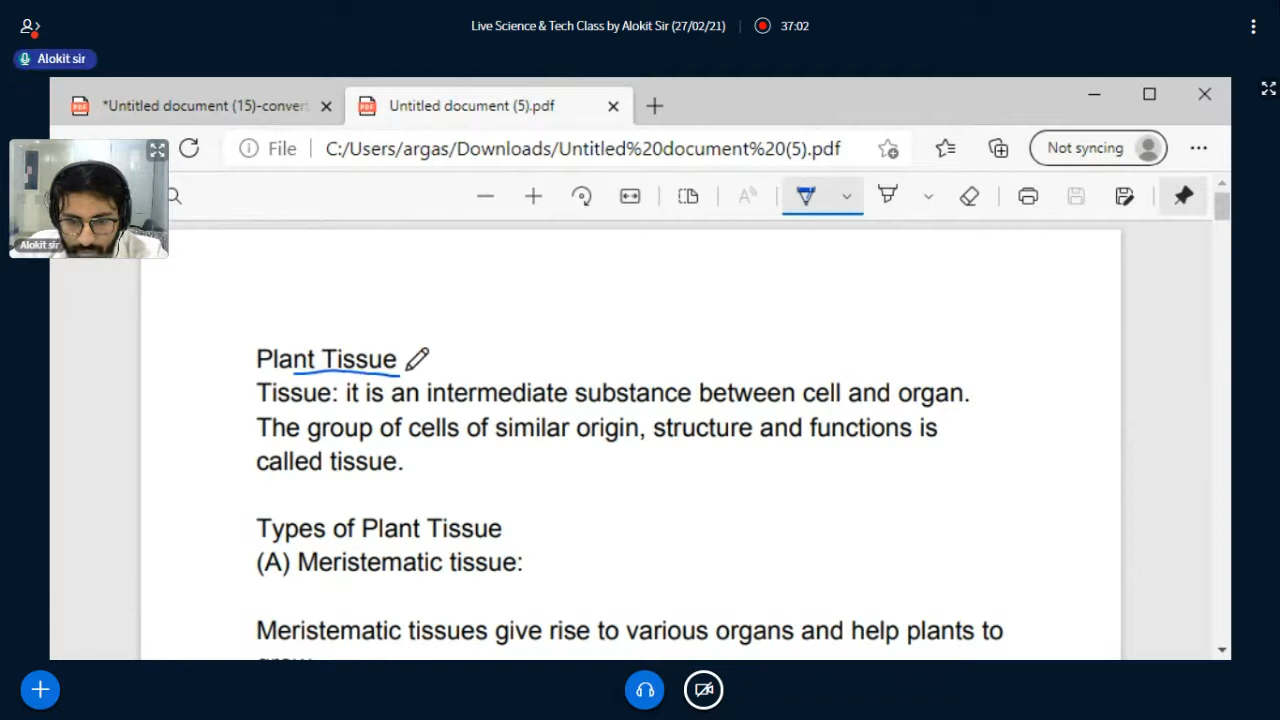 Live Science & Tech Class by Alokit Sir (27/02/21) 37:02
Alokit sir
*Untitled document (15)-conver
Untitled document (5).pdf
File C:/Users/argas/Downloads/Untitled%20document%20(5).pdf
Not syncing
Alokit sir
Plant Tissue
Tissue: it is an intermediate substance between cell and organ.
The group of cells of similar origin, structure and functions is
called tissue.
Types of Plant Tissue
(A) Meristematic tissue:
Meristematic tissues give rise to various organs and help plants to